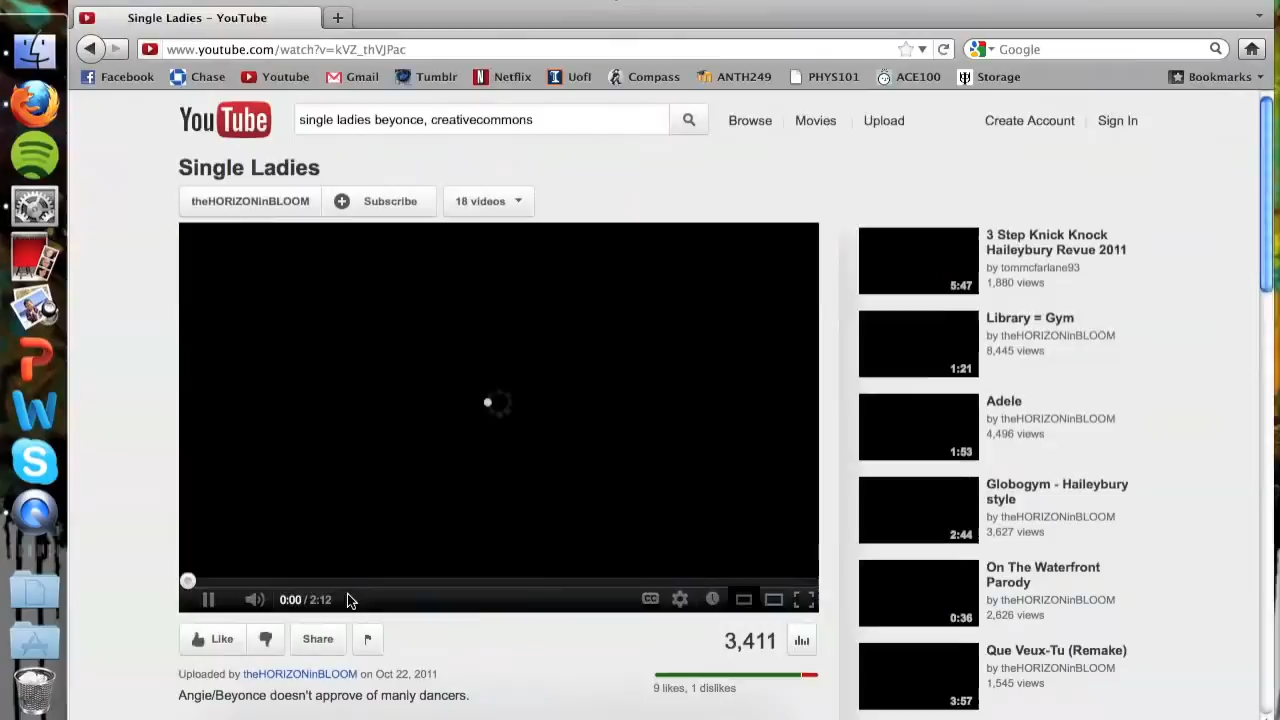 Single Ladies – YouTube
www.youtube.com/watch?v=kVZ_thVJPac
Google
Facebook
Chase
Youtube
Gmail
Tumblr
Netflix
UofI
Compass
ANTH249
PHYS101
ACE100
Storage
Bookmarks
YouTube
single ladies beyonce, creativecommons
Browse
Movies
Upload
Create Account
Sign In
Single Ladies
theHORIZONinBLOOM
Subscribe
18 videos
0:00 / 2:12
CC
Like
Share
3,411
Uploaded by theHORIZONinBLOOM on Oct 22, 2011
9 likes, 1 dislikes
Angie/Beyonce doesn't approve of manly dancers.
5:47
3 Step Knick Knock
Haileybury Revue 2011
by tommcfarlane93
1,880 views
1:21
Library = Gym
by theHORIZONinBLOOM
8,445 views
1:53
Adele
by theHORIZONinBLOOM
4,496 views
2:44
Globogym - Haileybury
style
by theHORIZONinBLOOM
3,627 views
0:36
On The Waterfront
Parody
by theHORIZONinBLOOM
2,626 views
3:57
Que Veux-Tu (Remake)
by theHORIZONinBLOOM
1,545 views